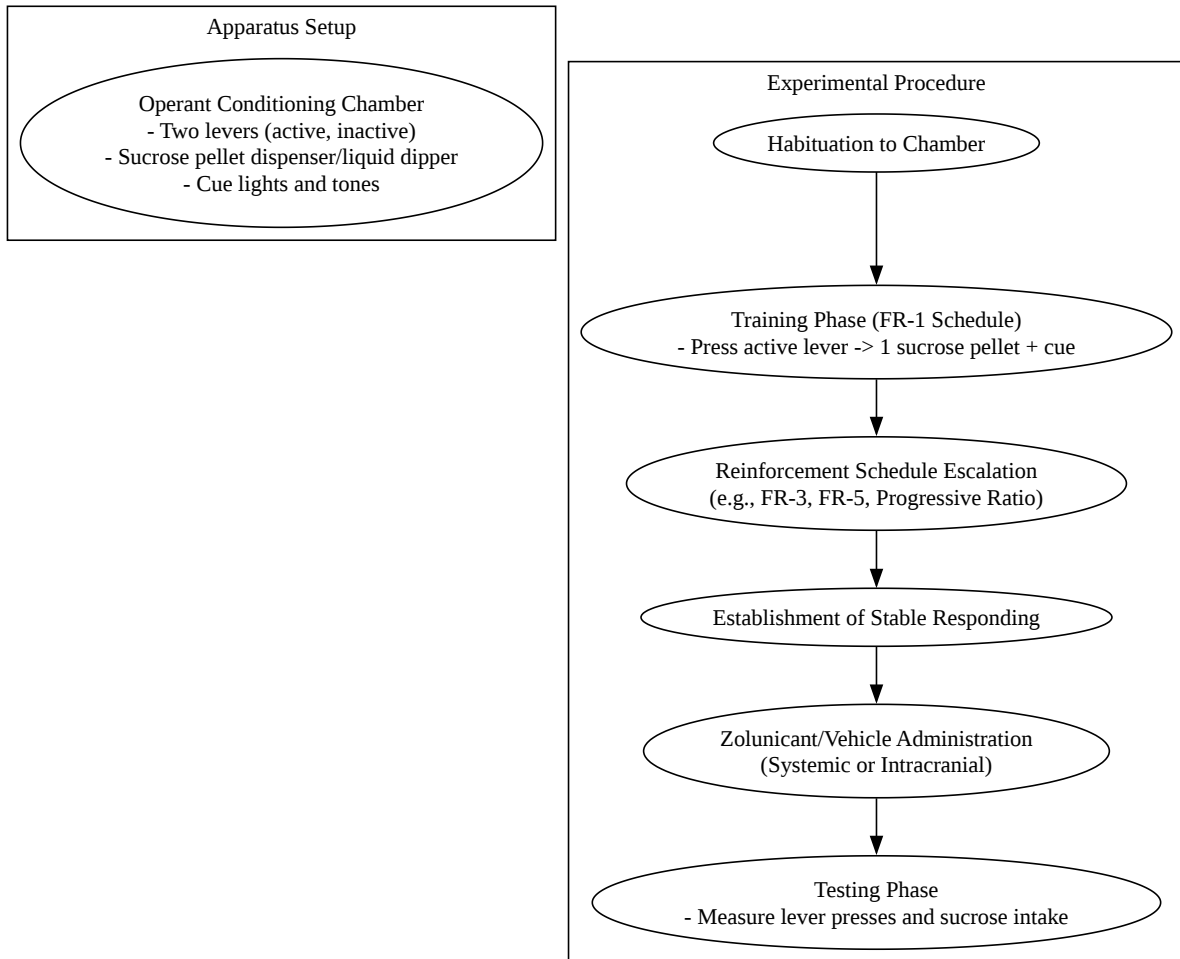 Apparatus Setup
Operant Conditioning Chamber
- Two levers (active, inactive)
- Sucrose pellet dispenser/liquid dipper
- Cue lights and tones
Experimental Procedure
Habituation to Chamber
Training Phase (FR-1 Schedule)
- Press active lever -> 1 sucrose pellet + cue
Reinforcement Schedule Escalation
(e.g., FR-3, FR-5, Progressive Ratio)
Establishment of Stable Responding
Zolunicant/Vehicle Administration
(Systemic or Intracranial)
Testing Phase
- Measure lever presses and sucrose intake